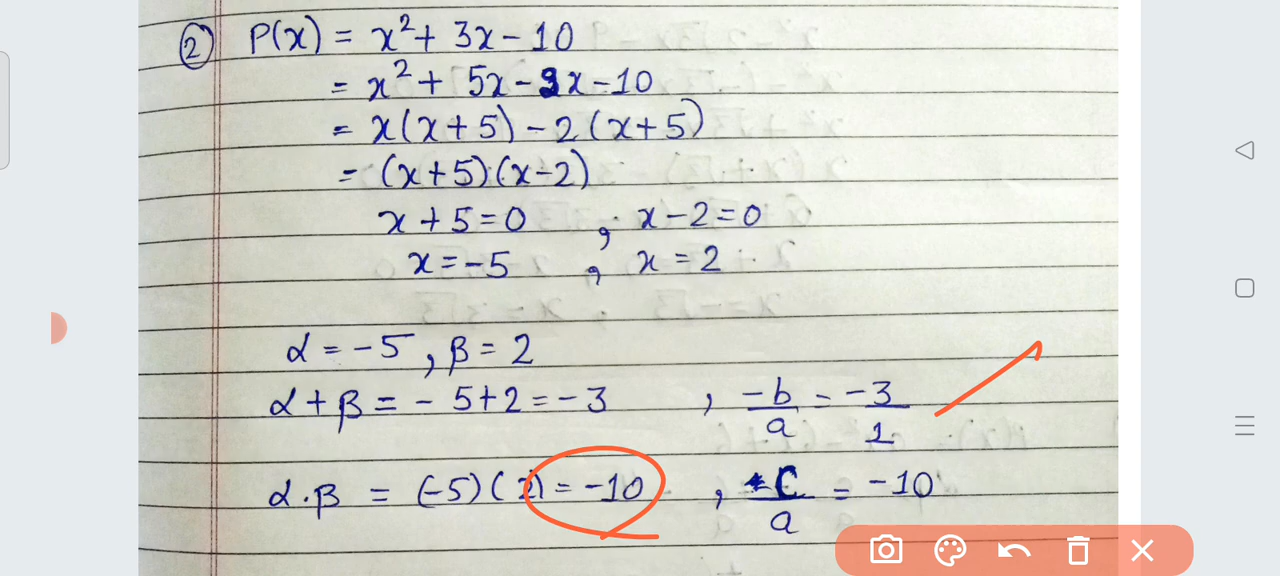 ② P(x) = x² + 3x - 10
= x² + 5x - 2x - 10
= x(x+5) - 2(x+5)
= (x+5)(x-2)
x + 5 = 0 , x - 2 = 0
x = -5 , x = 2
α = -5 , β = 2
α + β = -5+2 = -3 , -b/a = -3/1
α·β = (-5)(2) = -10 , c/a = -10